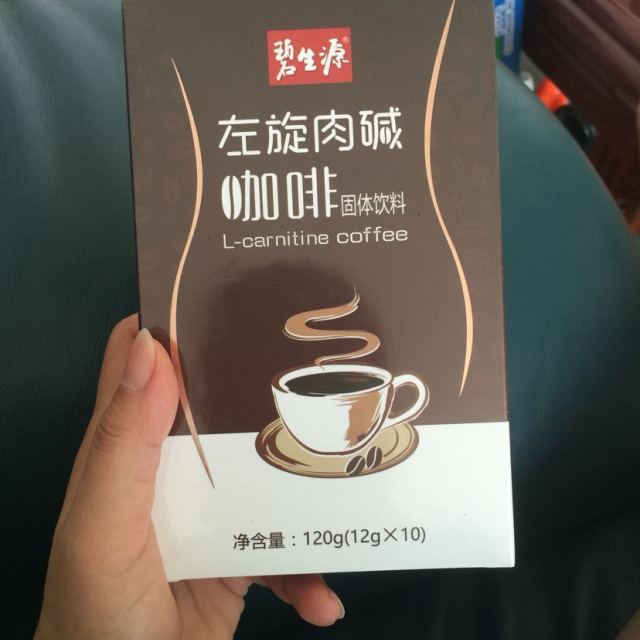 碧生源®
左旋肉碱
咖啡固体饮料
L-carnitine coffee
净含量：120g(12g×10)